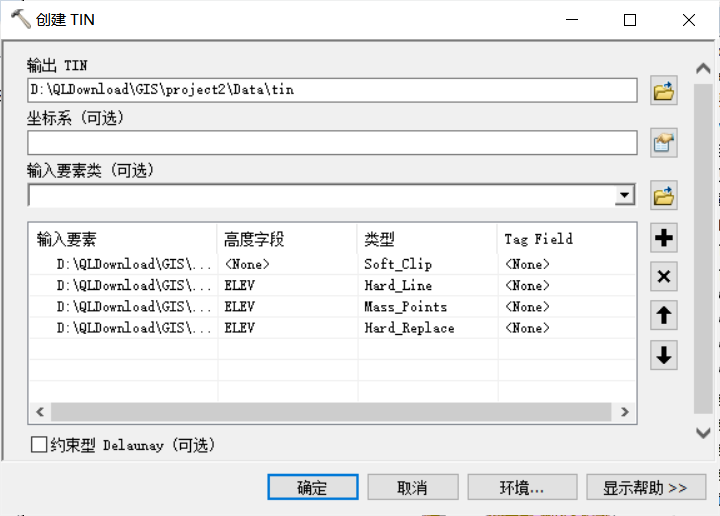 创建 TIN
输出 TIN
D:\QLDownload\GIS\project2\Data\tin
坐标系 (可选)
输入要素类 (可选)
输入要素 高度字段 类型 Tag Field
D:\QLDownload\GIS\... <None> Soft_Clip <None>
D:\QLDownload\GIS\... ELEV Hard_Line <None>
D:\QLDownload\GIS\... ELEV Mass_Points <None>
D:\QLDownload\GIS\... ELEV Hard_Replace <None>
约束型 Delaunay (可选)
确定 取消 环境... 显示帮助 >>